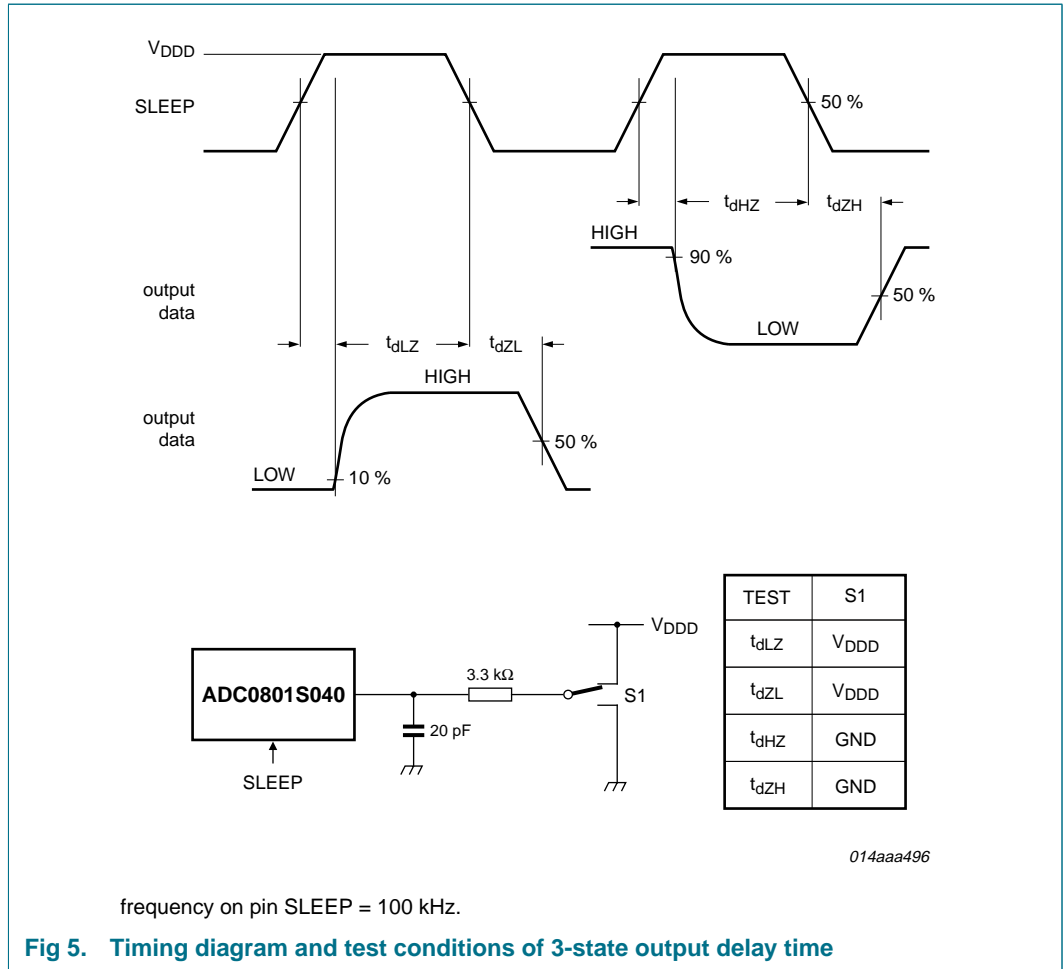 VDDD
SLEEP
50 %
tdHZ
tdZH
HIGH
90 %
output
data
50 %
LOW
tdLZ
tdZL
HIGH
output
data
50 %
LOW
10 %
TEST S1
tdLZ VDDD
tdZL VDDD
tdHZ GND
tdZH GND
VDDD
3.3 kΩ
ADC0801S040
S1
20 pF
SLEEP
014aaa496
frequency on pin SLEEP = 100 kHz.
Fig 5. Timing diagram and test conditions of 3-state output delay time